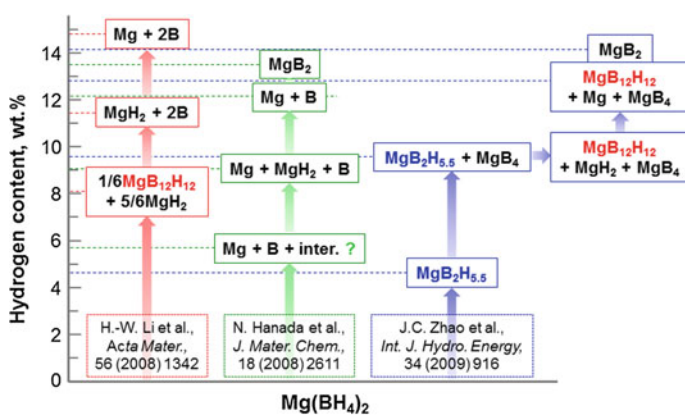 Hydrogen content, wt.%
14
12
10
8
6
4
2
0
Mg + 2B
MgH₂ + 2B
1/6MgB₁₂H₁₂
+ 5/6MgH₂
H.-W. Li et al.,
Acta Mater.,
56 (2008) 1342
MgB₂
Mg + B
Mg + MgH₂ + B
Mg + B + inter. ?
N. Hanada et al.,
J. Mater. Chem.,
18 (2008) 2611
MgB₂H₅.₅ + MgB₄
MgB₂H₅.₅
J.C. Zhao et al.,
Int. J. Hydro. Energy,
34 (2009) 916
MgB₂
MgB₁₂H₁₂
+ Mg + MgB₄
MgB₁₂H₁₂
+ MgH₂ + MgB₄
Mg(BH₄)₂